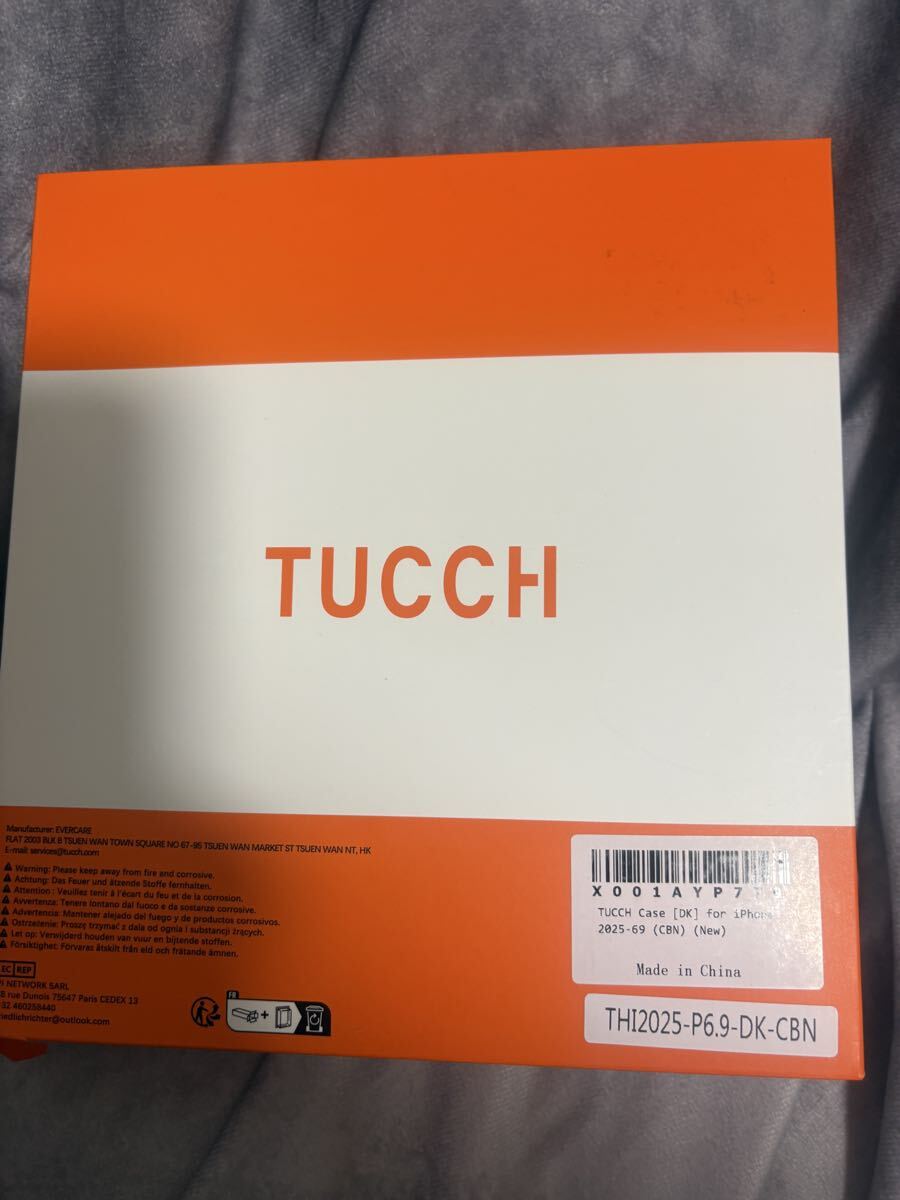 TUCCH
Manufacturer: EVERCARE
FLAT 2003 BLK B TSUEN WAN TOWN SQUARE NO 67-95 TSUEN WAN MARKET ST TSUEN WAN NT, HK
E-mail: services@tucch.com
Warning: Please keep away from fire and corrosive.
Achtung: Das Feuer und ätzende Stoffe fernhalten.
Attention : Veuillez tenir à l'écart du feu et de la corrosion.
Avvertenza: Tenere lontano dal fuoco e da sostanze corrosive.
Advertencia: Mantener alejado del fuego y de productos corrosivos.
Ostrzeżenie: Proszę trzymać z dala od ognia i substancji żrących.
Let op: Verwijderd houden van vuur en bijtende stoffen.
Försiktighet: Förvaras åtskilt från eld och frätande ämnen.
EC REP
NETWORK SARL
8 rue Dunois 75647 Paris CEDEX 13
32 460258440
iedlichrichter@outlook.com
FR
X001AYP7
TUCCH Case [DK] for iPhone
2025-69 (CBN) (New)
Made in China
THI2025-P6.9-DK-CBN